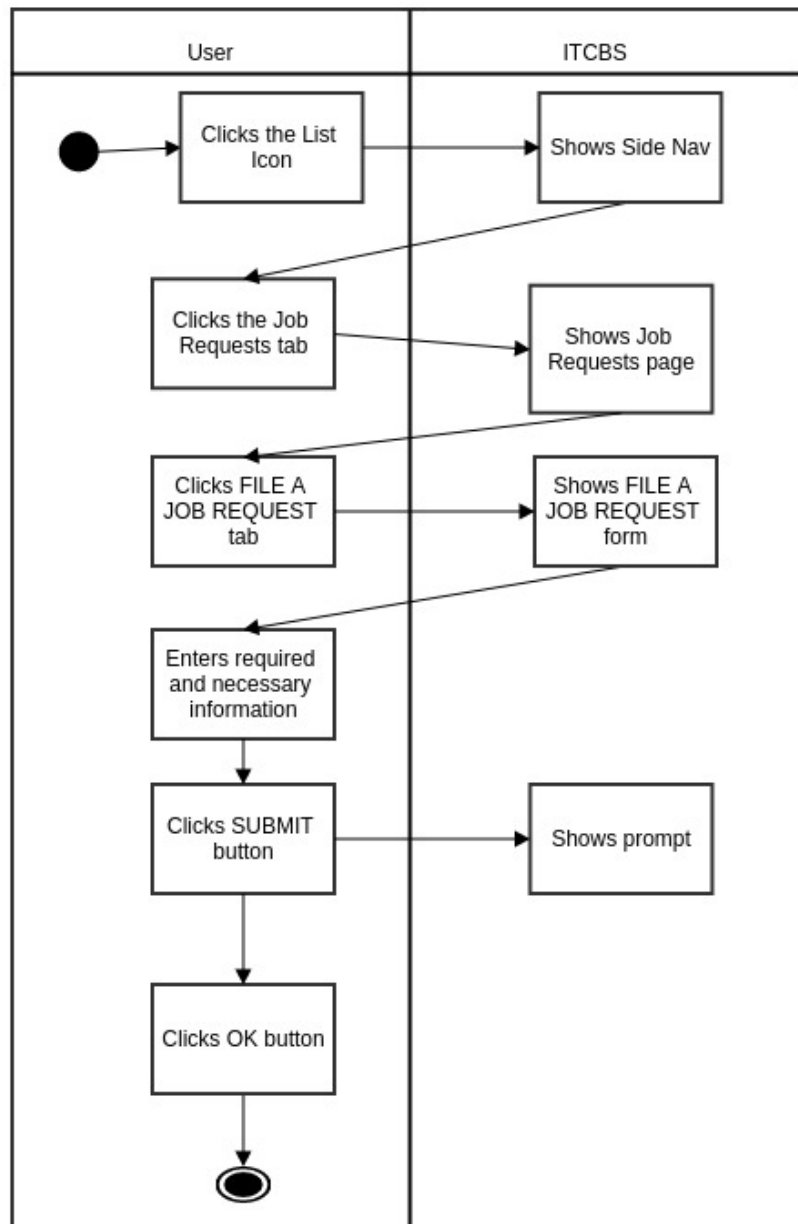 User
ITCBS
Clicks the List
Icon
Shows Side Nav
Clicks the Job
Requests tab
Shows Job
Requests page
Clicks FILE A
JOB REQUEST
tab
Shows FILE A
JOB REQUEST
form
Enters required
and necessary
information
Clicks SUBMIT
button
Shows prompt
Clicks OK button